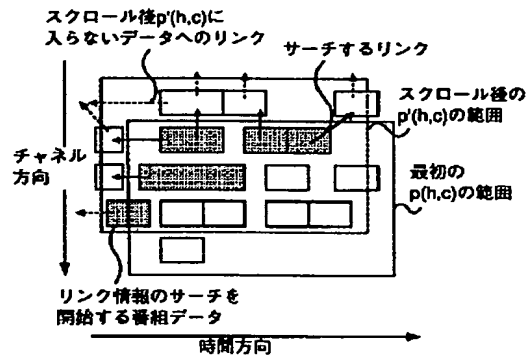 スクロール後p'(h,c)に
入らないデータへのリンク
サーチするリンク
スクロール後の
p'(h,c)の範囲
チャネル
方向
最初の
p(h,c)の範囲
リンク情報のサーチを
開始する番組データ
時間方向